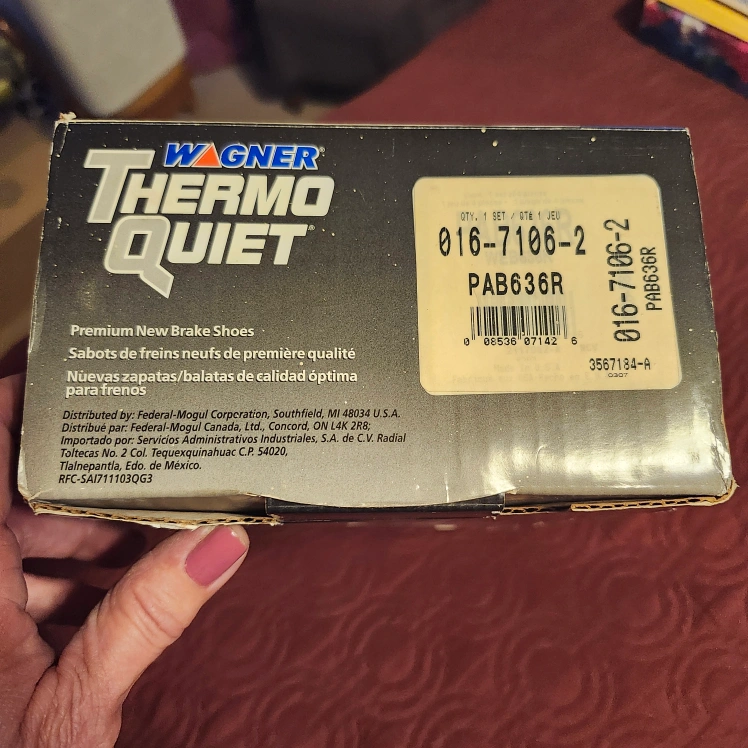 WAGNER®
THERMO
QUIET®
Premium New Brake Shoes
Sabots de freins neufs de première qualité
Nuevas zapatas/balatas de calidad óptima
para frenos
Distributed by: Federal-Mogul Corporation, Southfield, MI 48034 U.S.A.
Distribué par: Federal-Mogul Canada, Ltd., Concord, ON L4K 2R8;
Importado por: Servicios Administrativos Industriales, S.A. de C.V. Radial
Toltecas No. 2 Col. Tequexquinahuac C.P. 54020,
Tlalnepantla, Edo. de México.
RFC-SAI711103QG3
QTY. 1 SET / QTé 1 JEU
016-7106-2
PAB636R
0 08536 07142 6
3567184-A
0307
016-7106-2
PAB636R